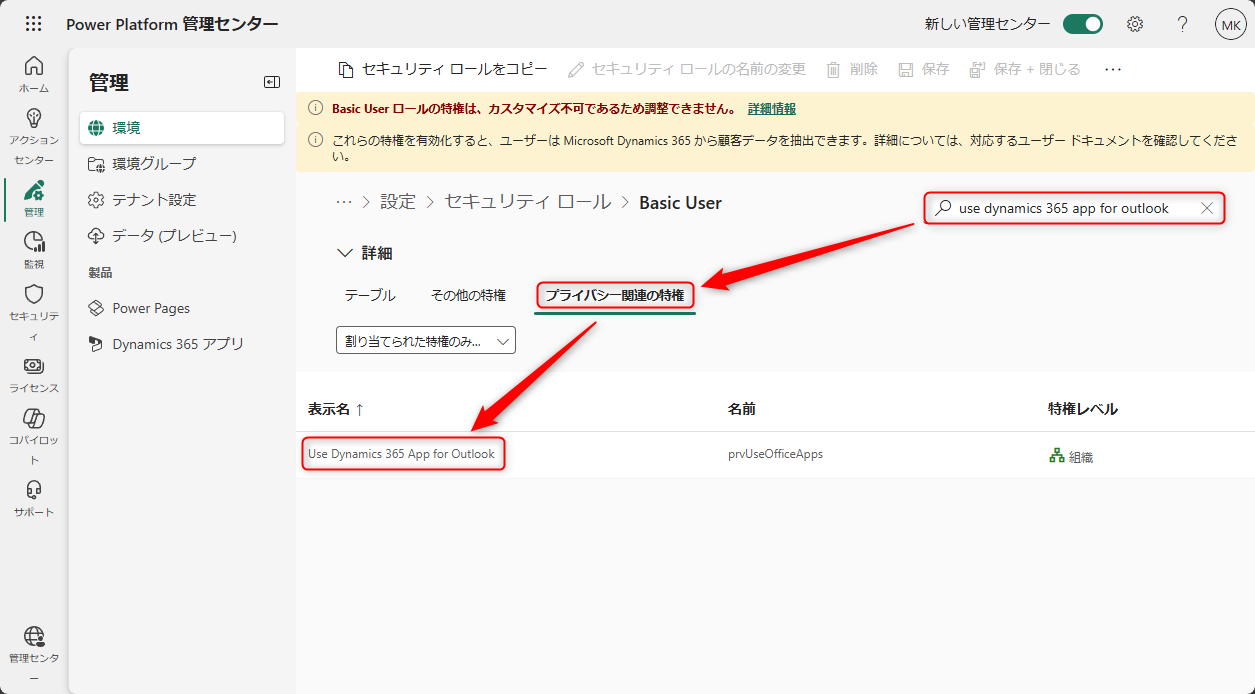 Power Platform 管理センター
新しい管理センター
MK
ホーム
アクション
センター
管理
監視
セキュリテ
ィ
ライセンス
コパイロッ
ト
サポート
管理センタ
ー
管理
環境
環境グループ
テナント設定
データ (プレビュー)
製品
Power Pages
Dynamics 365 アプリ
セキュリティ ロールをコピー
セキュリティ ロールの名前の変更
削除
保存
保存 + 閉じる
···
Basic User ロールの特権は、カスタマイズ不可であるため調整できません。 詳細情報
これらの特権を有効化すると、ユーザーは Microsoft Dynamics 365 から顧客データを抽出できます。詳細については、対応するユーザー ドキュメントを確認してくださ
い。
··· > 設定 > セキュリティ ロール > Basic User
use dynamics 365 app for outlook
詳細
テーブル
その他の特権
プライバシー関連の特権
割り当てられた特権のみ...
表示名 ↑
名前
特権レベル
Use Dynamics 365 App for Outlook
prvUseOfficeApps
組織